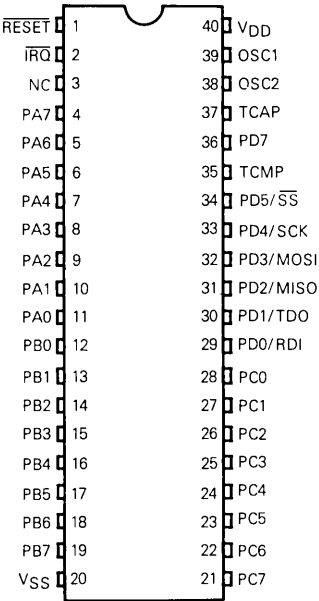 R̅E̅S̅E̅T̅ 1 40 VDD
I̅R̅Q̅ 2 39 OSC1
NC 3 38 OSC2
PA7 4 37 TCAP
PA6 5 36 PD7
PA5 6 35 TCMP
PA4 7 34 PD5/S̅S̅
PA3 8 33 PD4/SCK
PA2 9 32 PD3/MOSI
PA1 10 31 PD2/MISO
PA0 11 30 PD1/TDO
PB0 12 29 PD0/RDI
PB1 13 28 PC0
PB2 14 27 PC1
PB3 15 26 PC2
PB4 16 25 PC3
PB5 17 24 PC4
PB6 18 23 PC5
PB7 19 22 PC6
VSS 20 21 PC7